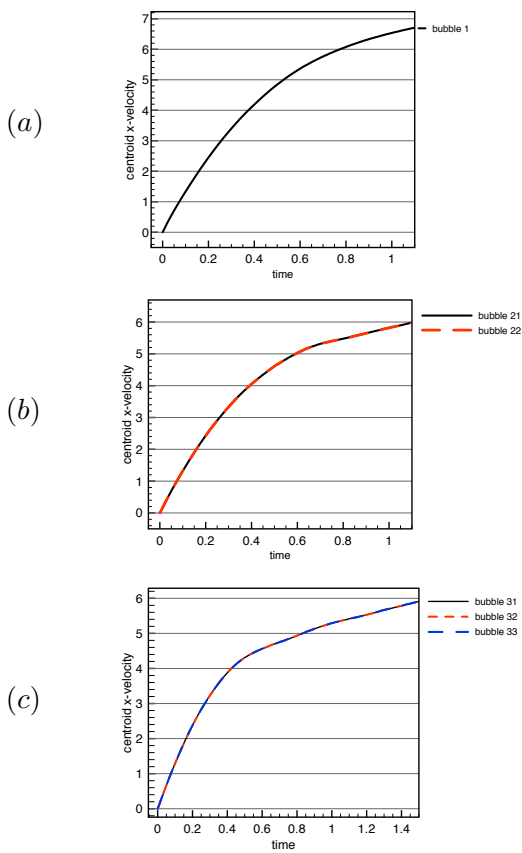 (a)
centroid x-velocity
7
6
5
4
3
2
1
0
0 0.2 0.4 0.6 0.8 1
time
bubble 1
(b)
centroid x-velocity
6
5
4
3
2
1
0
0 0.2 0.4 0.6 0.8 1
time
bubble 21
bubble 22
(c)
centroid x-velocity
6
5
4
3
2
1
0
0 0.2 0.4 0.6 0.8 1 1.2 1.4
time
bubble 31
bubble 32
bubble 33